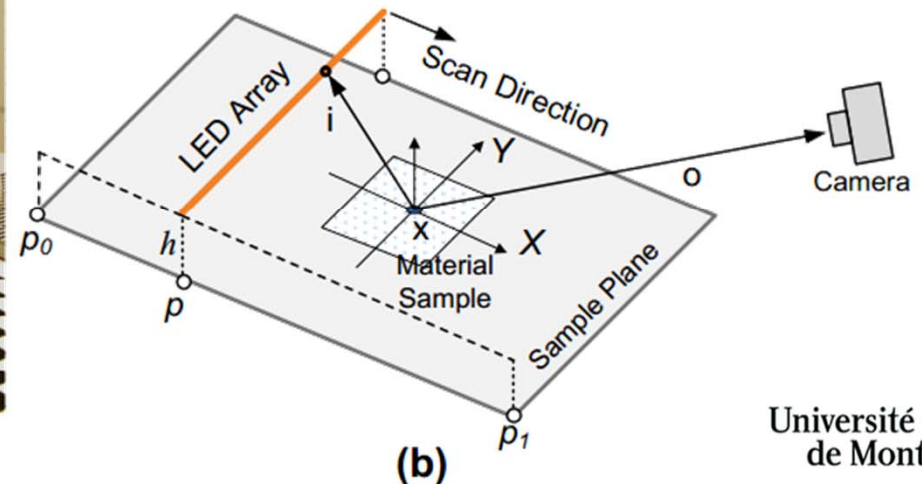 LED Array
Scan Direction
i
Y
o
Camera
x
X
Material
Sample
h
p0
p
Sample Plane
p1
(b)
Université
de Mont